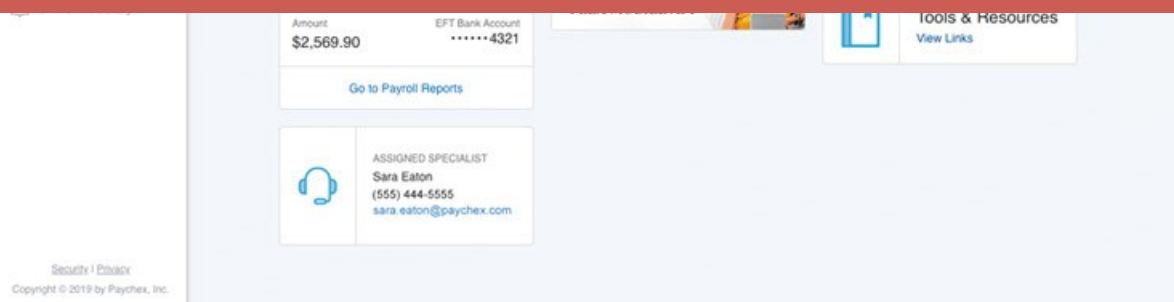 Amount
EFT Bank Account
$2,569.90
······4321
Go to Payroll Reports
Tools & Resources
View Links
ASSIGNED SPECIALIST
Sara Eaton
(555) 444-5555
sara.eaton@paychex.com
Security | Privacy
Copyright © 2019 by Paychex, Inc.